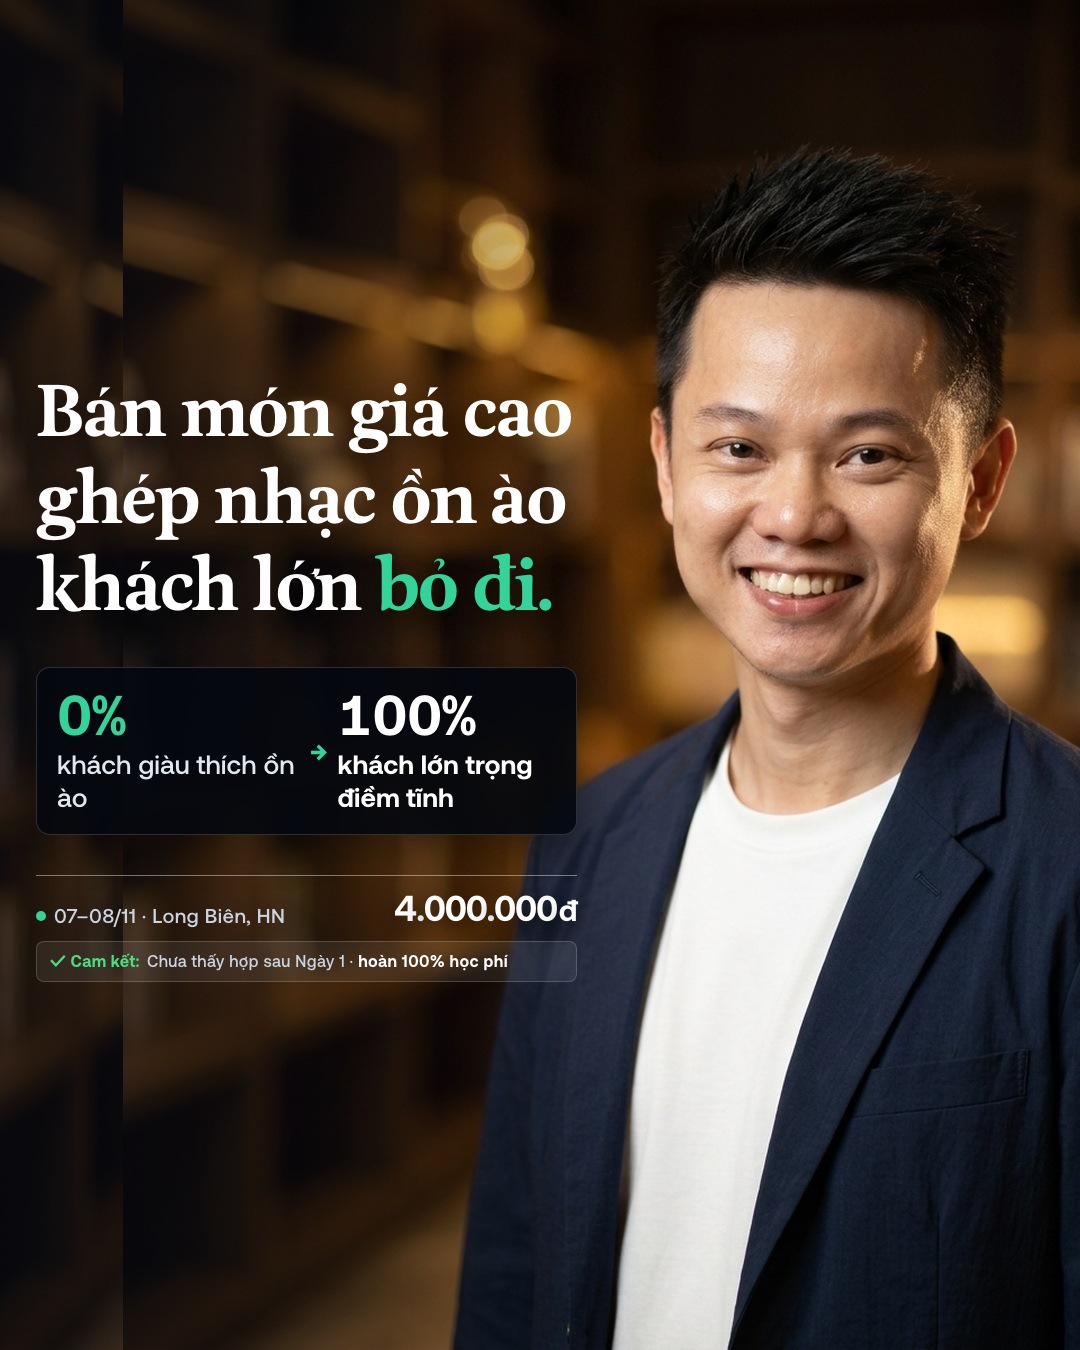 Bán món giá cao
ghép nhạc ồn ào
khách lớn bỏ đi.
0%
khách giàu thích ồn
ào
→
100%
khách lớn trọng
điềm tĩnh
07–08/11 · Long Biên, HN
4.000.000đ
✓ Cam kết: Chưa thấy hợp sau Ngày 1 · hoàn 100% học phí